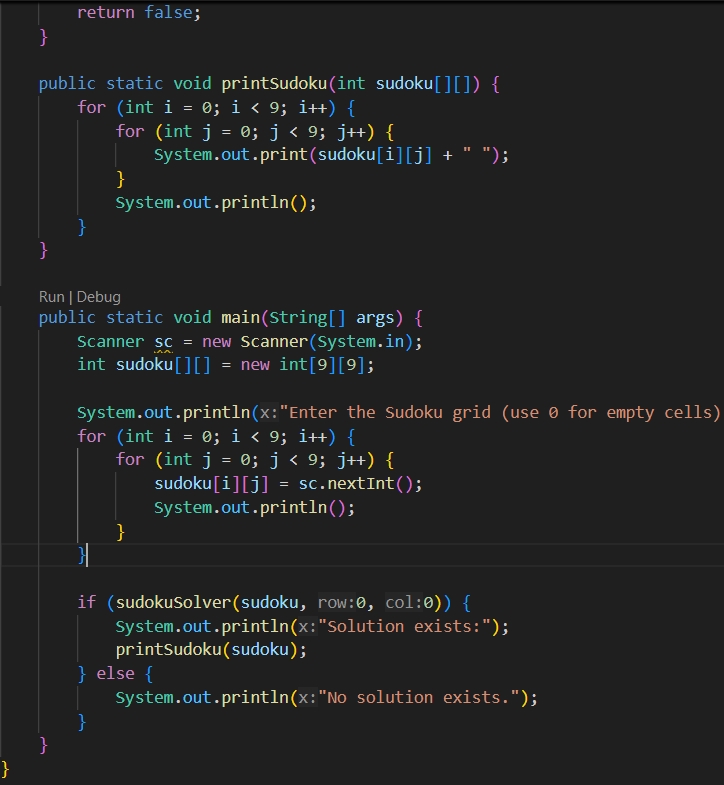 return false;
}
public static void printSudoku(int sudoku[][]) {
for (int i = 0; i < 9; i++) {
for (int j = 0; j < 9; j++) {
System.out.print(sudoku[i][j] + " ");
}
System.out.println();
}
}
Run | Debug
public static void main(String[] args) {
Scanner sc = new Scanner(System.in);
int sudoku[][] = new int[9][9];
System.out.println(x:"Enter the Sudoku grid (use 0 for empty cells)
for (int i = 0; i < 9; i++) {
for (int j = 0; j < 9; j++) {
sudoku[i][j] = sc.nextInt();
System.out.println();
}
}
if (sudokuSolver(sudoku, row:0, col:0)) {
System.out.println(x:"Solution exists:");
printSudoku(sudoku);
} else {
System.out.println(x:"No solution exists.");
}
}
}